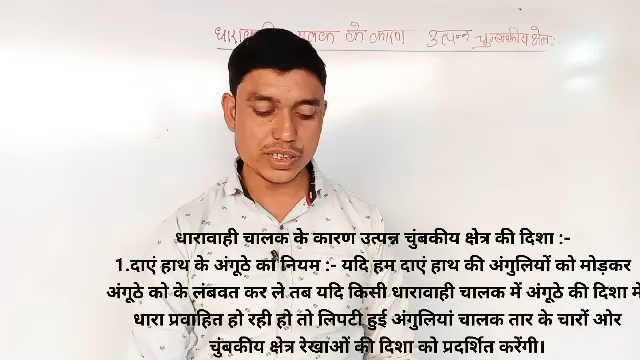 धारावाही चालक के कारण उत्पन्न चुम्बकीय क्षेत्र :-
धारावाही चालक के कारण उत्पन्न चुंबकीय क्षेत्र की दिशा :-
1.दाएं हाथ के अंगूठे का नियम :- यदि हम दाएं हाथ की अंगुलियों को मोड़कर
अंगूठे को के लंबवत कर ले तब यदि किसी धारावाही चालक में अंगूठे की दिशा में
धारा प्रवाहित हो रही हो तो लिपटी हुई अंगुलियां चालक तार के चारों ओर
चुंबकीय क्षेत्र रेखाओं की दिशा को प्रदर्शित करेंगी।